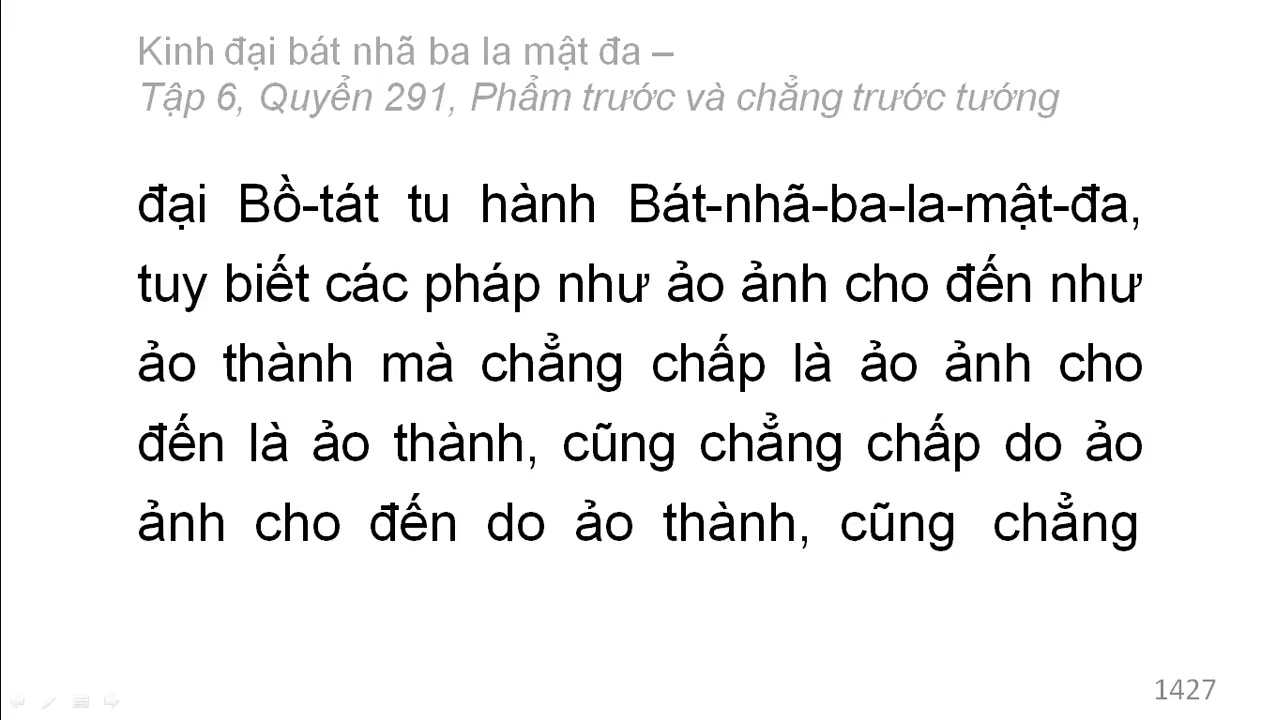 Kinh đại bát nhã ba la mật đa –
Tập 6, Quyển 291, Phẩm trước và chẳng trước tướng
đại Bồ-tát tu hành Bát-nhã-ba-la-mật-đa,
tuy biết các pháp như ảo ảnh cho đến như
ảo thành mà chẳng chấp là ảo ảnh cho
đến là ảo thành, cũng chẳng chấp do ảo
ảnh cho đến do ảo thành, cũng chẳng
1427